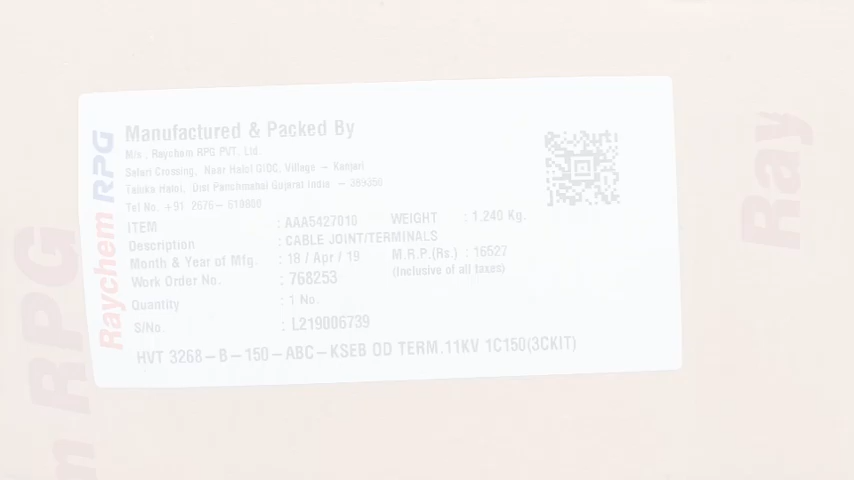 Manufactured & Packed By
M/s . Raychem RPG PVT. Ltd.
Safari Crossing, Near Halol GIDC, Village – Kanjari
Taluka Halol, Dist Panchmahal Gujarat India – 389350
Tel No. +91 2676– 619800
ITEM : AAA5427010 WEIGHT : 1.240 Kg.
Description : CABLE JOINT/TERMINALS
Month & Year of Mfg. : 18 / Apr / 19 M.R.P.(Rs.) : 16527
(Inclusive of all taxes)
Work Order No. : 768253
Quantity : 1 No.
S/No. : L219006739
HVT 3268–B–150–ABC–KSEB OD TERM.11KV 1C150(3CKIT)
Raychem RPG
m RPG
Ray